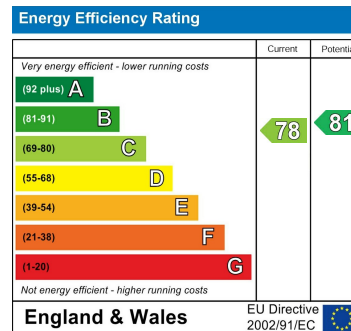 Energy Efficiency Rating
Current Potentia
Very energy efficient - lower running costs
(92 plus) A
(81-91) B
(69-80) C
(55-68) D
(39-54) E
(21-38) F
(1-20) G
78
81
Not energy efficient - higher running costs
England & Wales
EU Directive
2002/91/EC